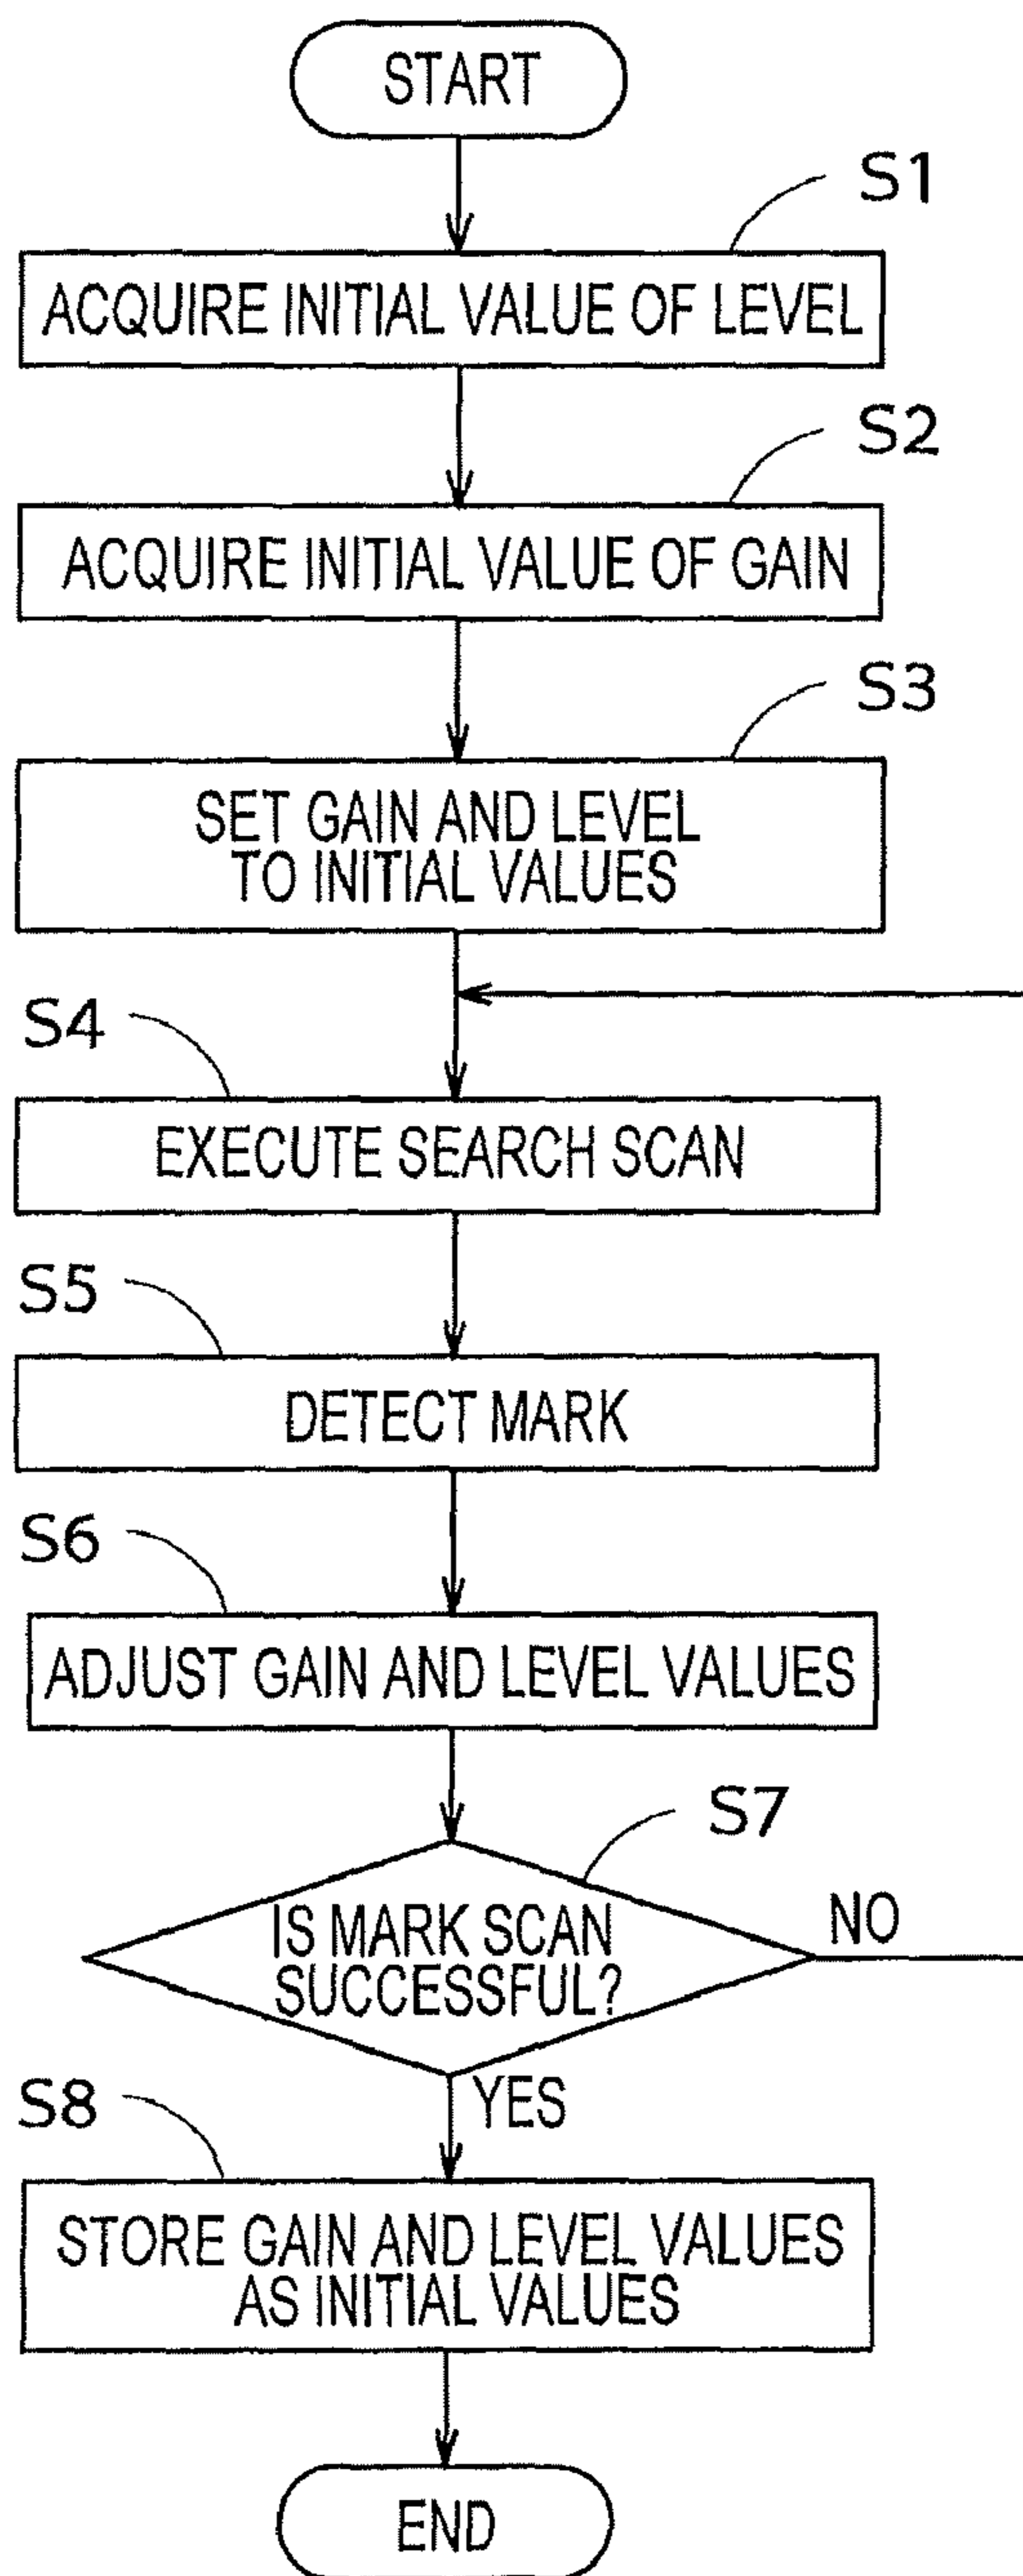 START
S1
ACQUIRE INITIAL VALUE OF LEVEL
S2
ACQUIRE INITIAL VALUE OF GAIN
S3
SET GAIN AND LEVEL
TO INITIAL VALUES
S4
EXECUTE SEARCH SCAN
S5
DETECT MARK
S6
ADJUST GAIN AND LEVEL VALUES
S7
IS MARK SCAN
SUCCESSFUL?
NO
YES
S8
STORE GAIN AND LEVEL VALUES
AS INITIAL VALUES
END